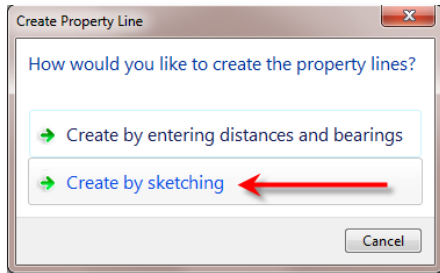 Create Property Line
How would you like to create the property lines?
Create by entering distances and bearings
Create by sketching
Cancel